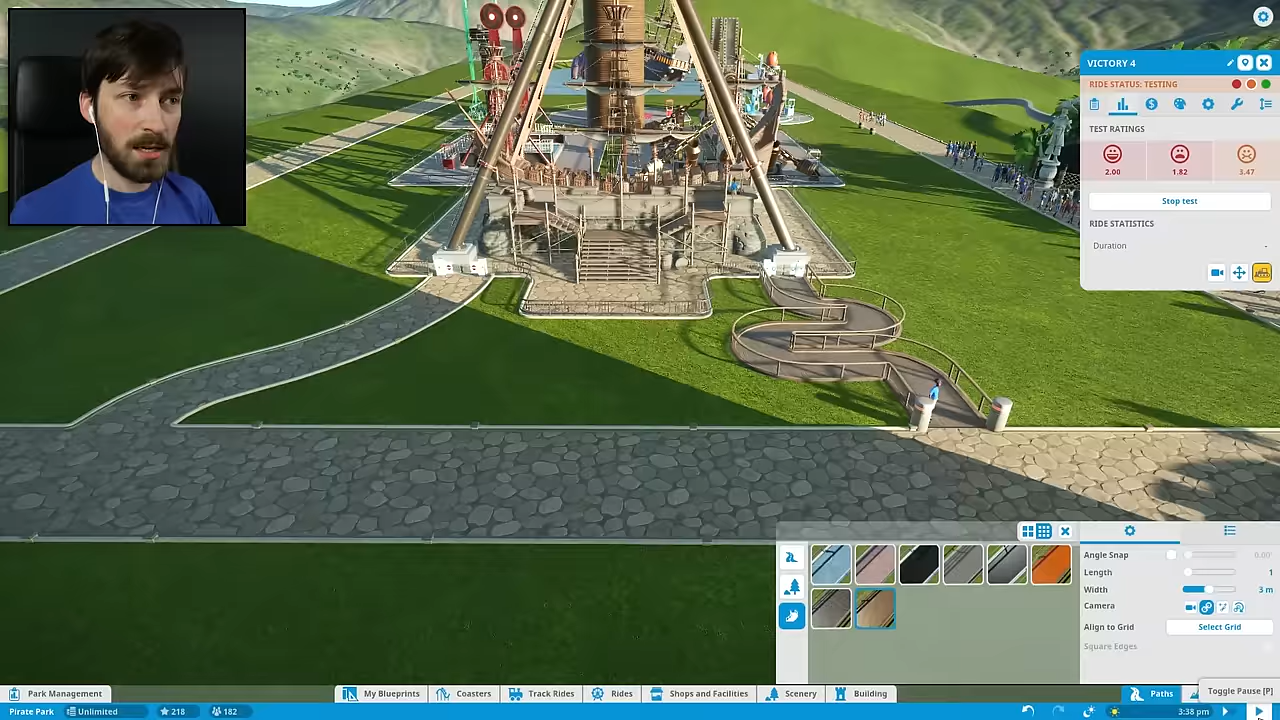 VICTORY 4
RIDE STATUS: TESTING
TEST RATINGS
2.00 1.82 3.47
Stop test
RIDE STATISTICS
Duration -
Angle Snap 0.00°
Length 1
Width 3 m
Camera
Align to Grid Select Grid
Square Edges
Toggle Pause [P]
Park Management My Blueprints Coasters Track Rides Rides Shops and Facilities Scenery Building Paths
Pirate Park Unlimited 218 182 3:38 pm